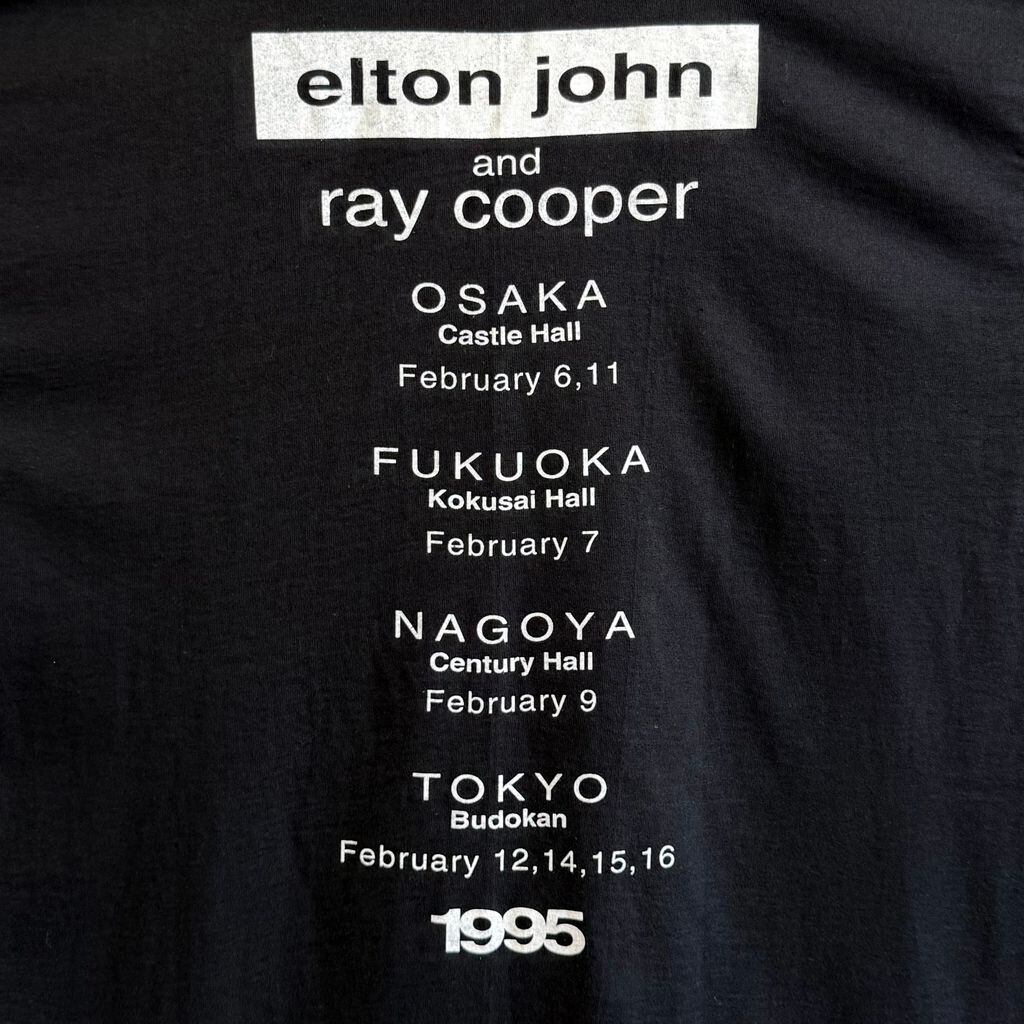 elton john
and
ray cooper
OSAKA
Castle Hall
February 6,11
FUKUOKA
Kokusai Hall
February 7
NAGOYA
Century Hall
February 9
TOKYO
Budokan
February 12,14,15,16
1995